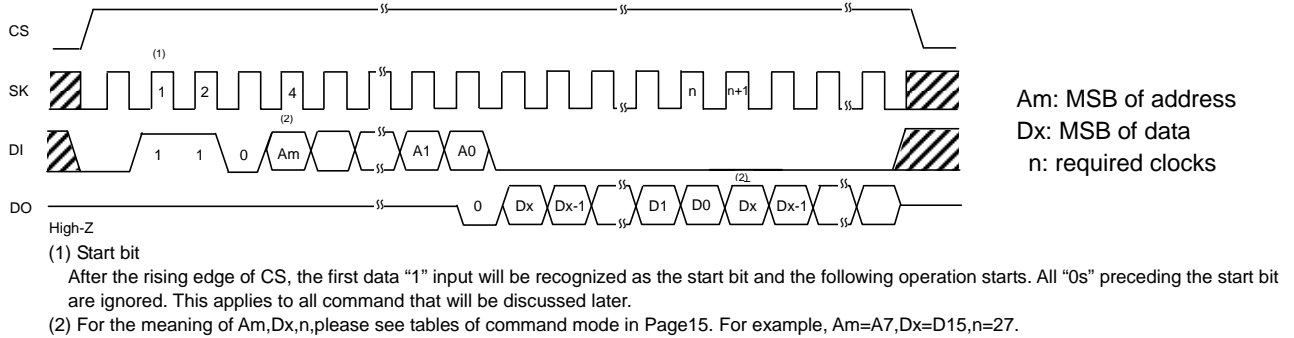 CS
(1)
SK 1 2 4 n n+1
(2)
DI 1 1 0 Am A1 A0
(2)
DO 0 Dx Dx-1 D1 D0 Dx Dx-1
High-Z
Am: MSB of address
Dx: MSB of data
n: required clocks
(1) Start bit
After the rising edge of CS, the first data “1” input will be recognized as the start bit and the following operation starts. All “0s” preceding the start bit
are ignored. This applies to all command that will be discussed later.
(2) For the meaning of Am,Dx,n,please see tables of command mode in Page15. For example, Am=A7,Dx=D15,n=27.